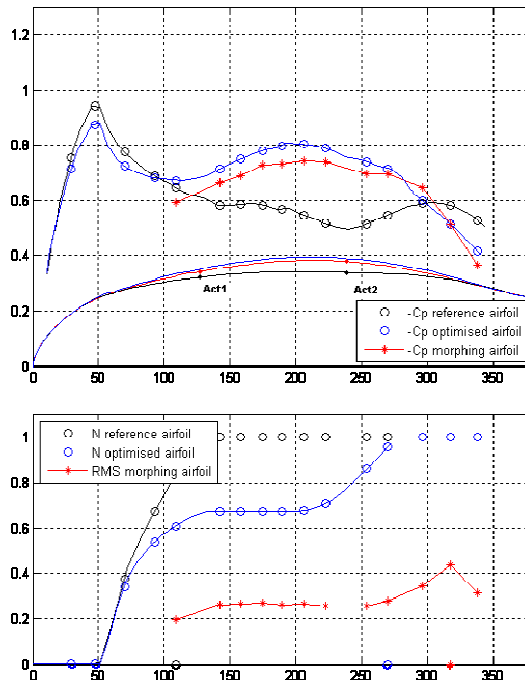 1
0.8
0.6
0.4
0.2
0
0 50 100 150 200 250 300 350
Act1
Act2
-Cp reference airfoil
-Cp optimised airfoil
-Cp morphing airfoil
1
0.8
0.6
0.4
0.2
0
0 50 100 150 200 250 300 350
N reference airfoil
N optimised airfoil
RMS morphing airfoil